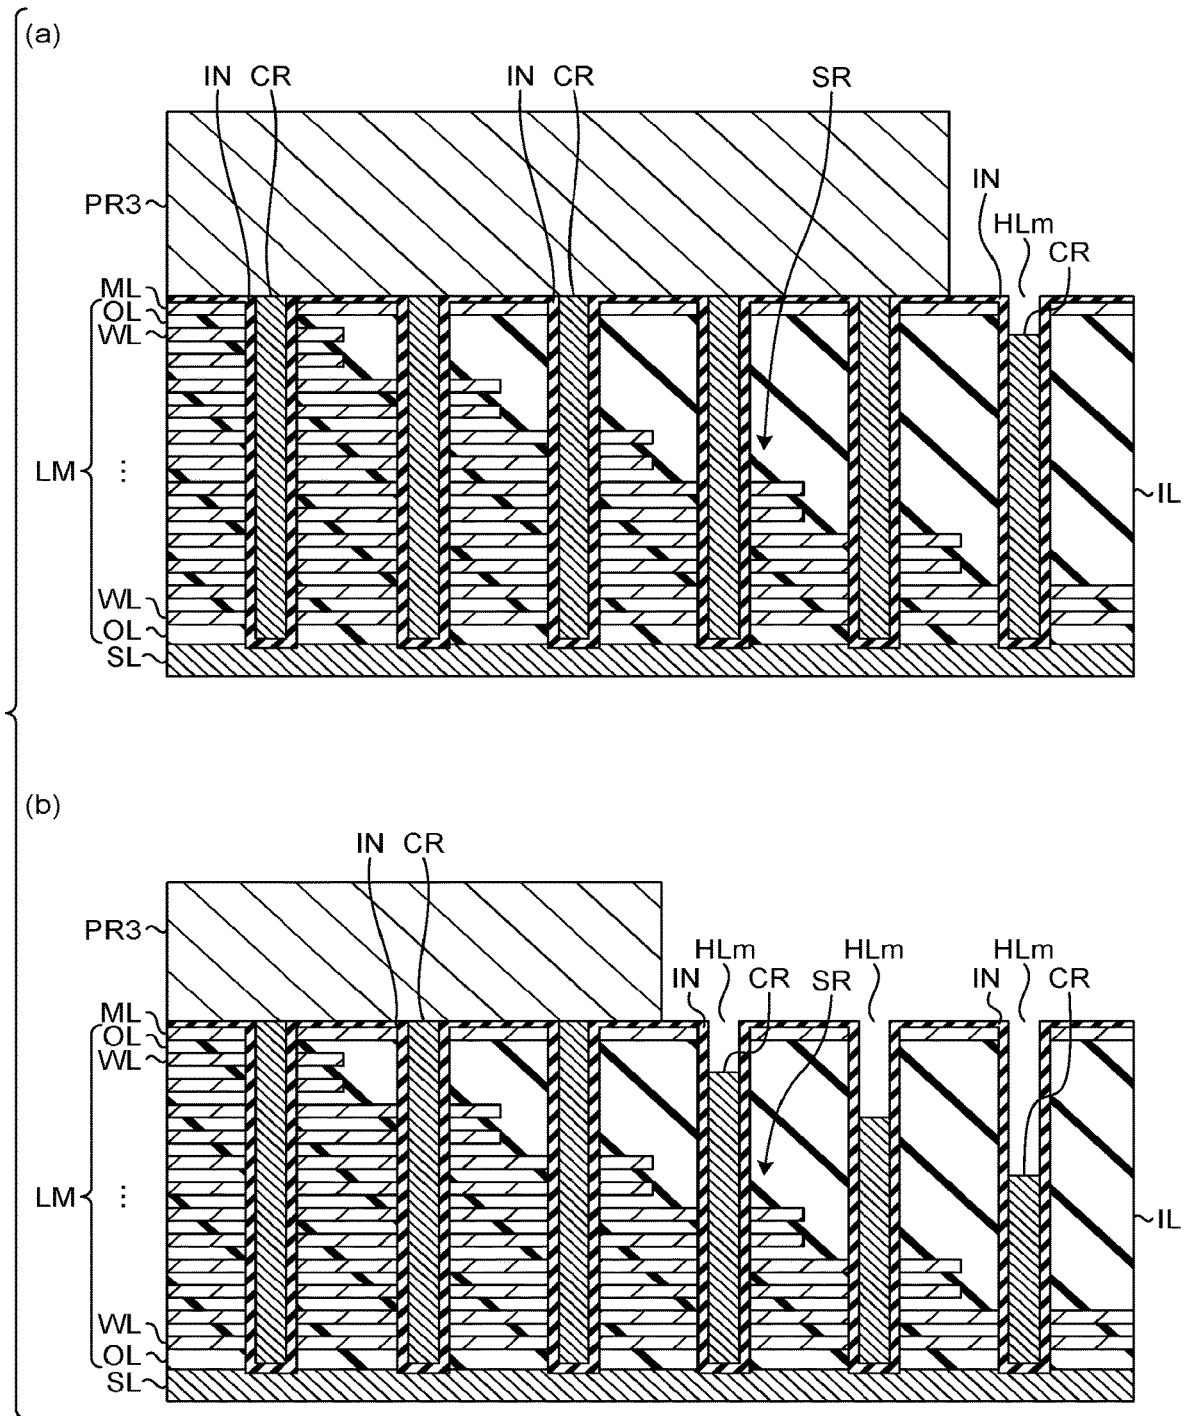 (a)
IN CR IN CR SR
IN
HLm
CR
PR3
ML
OL
WL
LM
⋮
IL
WL
OL
SL
(b)
IN CR
PR3
HLm HLm HLm
IN CR SR IN CR
ML
OL
WL
LM
⋮
IL
WL
OL
SL